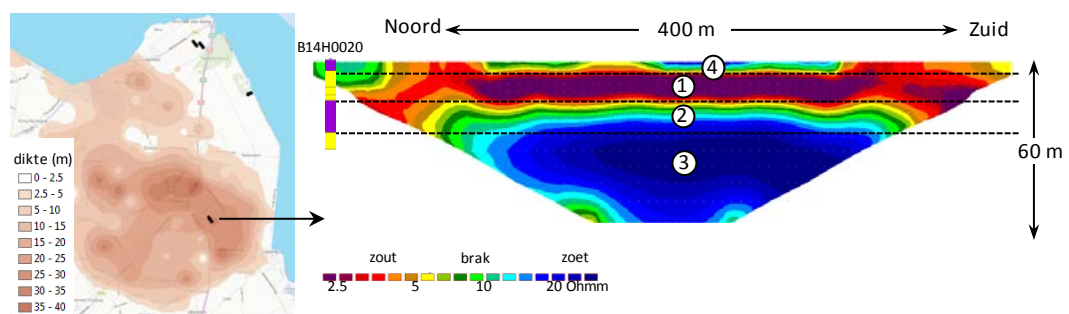 Noord
400 m
Zuid
B14H0020
4
1
2
3
60 m
dikte (m)
0 - 2.5
2.5 - 5
5 - 10
10 - 15
15 - 20
20 - 25
25 - 30
30 - 35
35 - 40
zout brak zoet
2.5 5 10 20 Ohmm